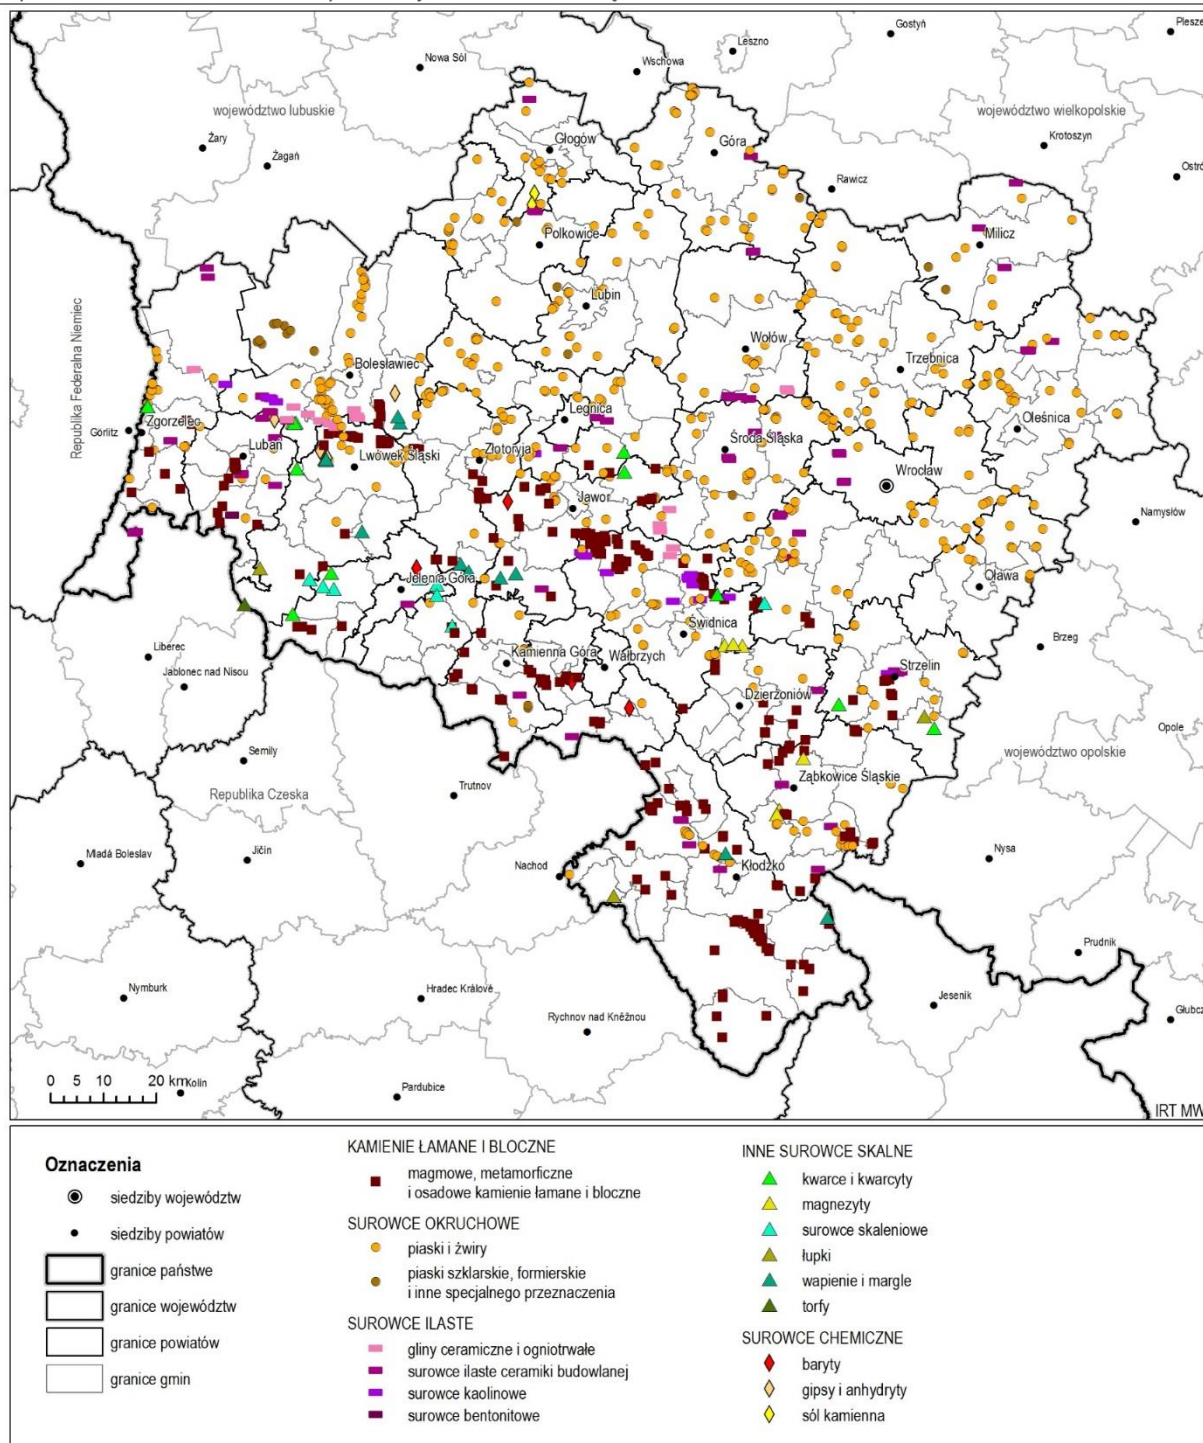 Gostyń
Plesze
Leszno
Nowa Sól
Wschowa
województwo lubuskie
województwo wielkopolskie
Żary
Żagań
Głogów
Góra
Krotoszyn
Rawicz
Ostró
Polkowice
Milicz
Republika Federalna Niemiec
Lubin
Wołów
Trzebnica
Bolesławiec
Legnica
Oleśnica
Görlitz
Zgorzelec
Lubań
Lwówek Śląski
Złotoryja
Środa Śląska
Wrocław
Jawor
Namysłów
Jelenia Góra
Oława
Świdnica
Liberec
Jablonec nad Nisou
Kamienna Góra
Wałbrzych
Strzelin
Brzeg
Dzierżoniów
Opole
Semily
województwo opolskie
Republika Czeska
Trutnov
Ząbkowice Śląskie
Mladá Boleslav
Jičín
Nachod
Kłodzko
Nysa
Prudnik
Nymburk
Hradec Králové
Rychnov nad Kněžnou
Jesenik
Głubcz
0 5 10 20 km
Kolín
Pardubice
IRT MW
Oznaczenia
siedziby województw
siedziby powiatów
granice państwe
granice województw
granice powiatów
granice gmin
KAMIENIE ŁAMANE I BLOCZNE
magmowe, metamorficzne
i osadowe kamienie łamane i bloczne
SUROWCE OKRUCHOWE
piaski i żwiry
piaski szklarskie, formierskie
i inne specjalnego przeznaczenia
SUROWCE ILASTE
gliny ceramiczne i ogniotrwałe
surowce ilaste ceramiki budowlanej
surowce kaolinowe
surowce bentonitowe
INNE SUROWCE SKALNE
kwarce i kwarcyty
magnezyty
surowce skaleniowe
łupki
wapienie i margle
torfy
SUROWCE CHEMICZNE
baryty
gipsy i anhydryty
sól kamienna